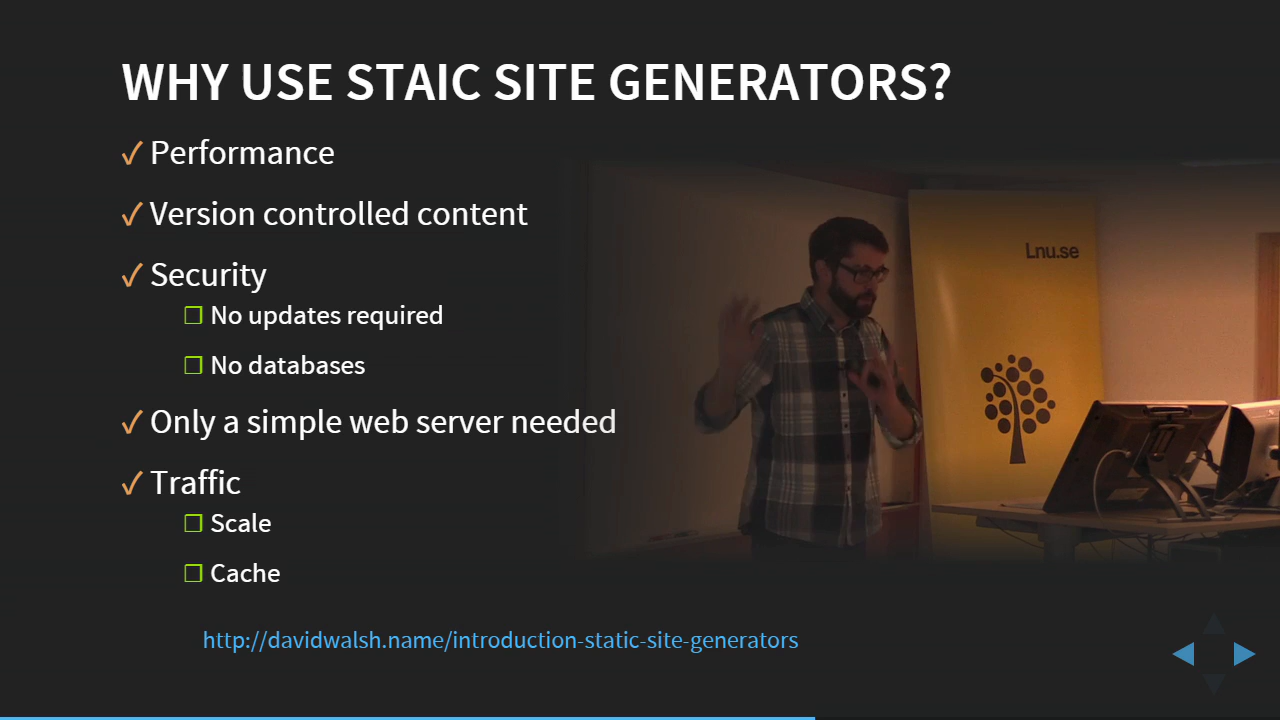 WHY USE STAIC SITE GENERATORS?
✓ Performance
✓ Version controlled content
✓ Security
❒ No updates required
❒ No databases
✓ Only a simple web server needed
✓ Traffic
❒ Scale
❒ Cache
http://davidwalsh.name/introduction-static-site-generators
Lnu.se